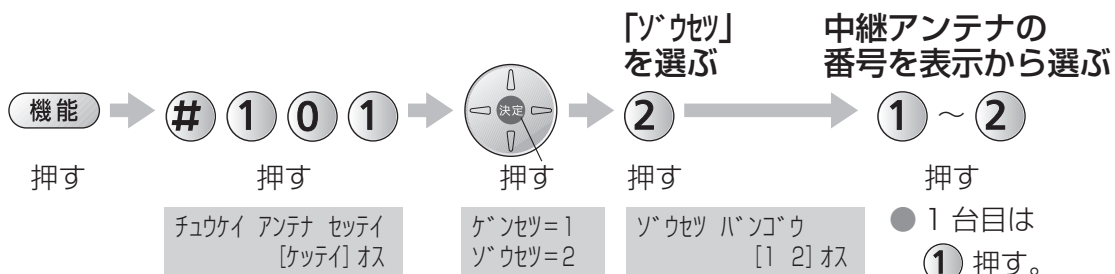 「ｿﾞｳｾﾂ」
を選ぶ
中継アンテナの
番号を表示から選ぶ
機能
# 1 0 1
決定
2
1 ～ 2
押す
押す
押す
押す
押す
ﾁｭｳｹｲ ｱﾝﾃﾅ ｾｯﾃｲ
[ｹｯﾃｲ] ｵｽ
ｹﾞﾝｾﾂ=1
ｿﾞｳｾﾂ=2
ｿﾞｳｾﾂ ﾊﾞﾝｺﾞｳ
[1 2] ｵｽ
● 1 台目は
1 押す。